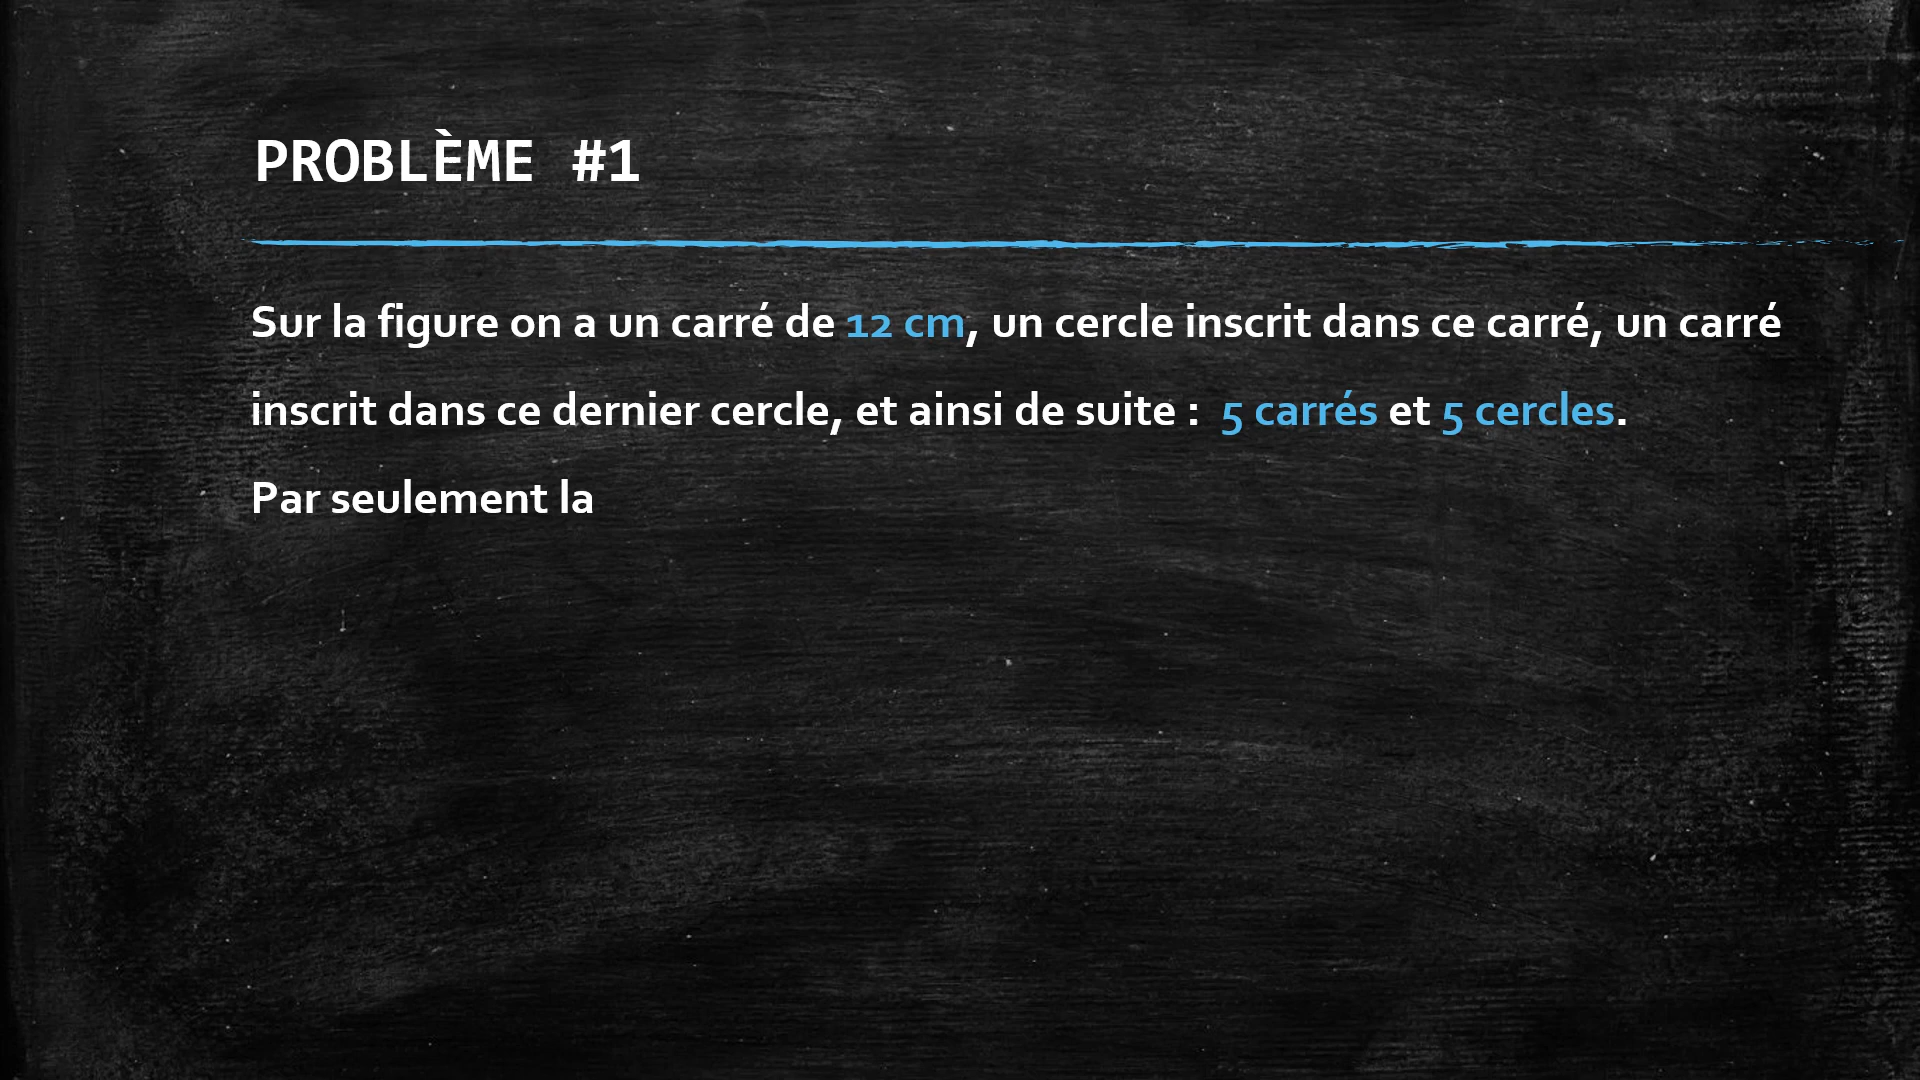 PROBLÈME #1
Sur la figure on a un carré de 12 cm, un cercle inscrit dans ce carré, un carré
inscrit dans ce dernier cercle, et ainsi de suite : 5 carrés et 5 cercles.
Par seulement la